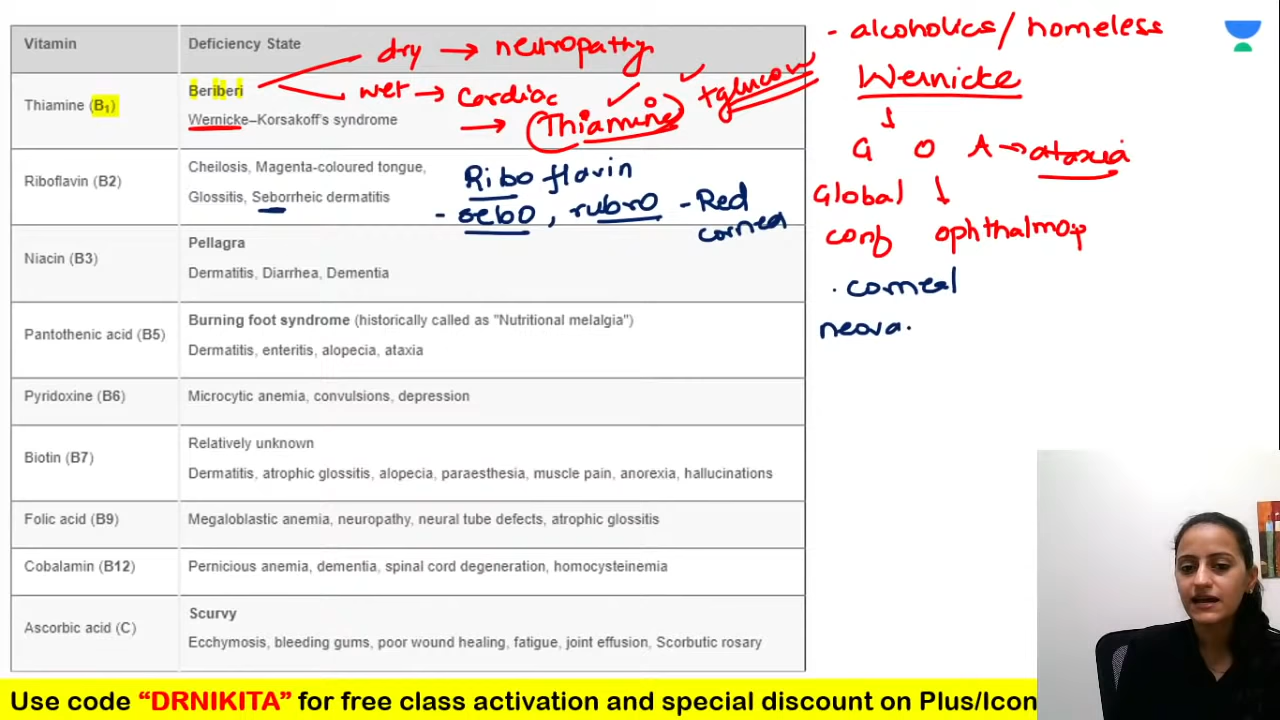 Vitamin Deficiency State
Thiamine (B1) Beriberi
Wernicke–Korsakoff's syndrome
dry → neuropathy
wet → cardiac
→ Thiamine + glucose
Riboflavin (B2) Cheilosis, Magenta-coloured tongue,
Glossitis, Seborrheic dermatitis
Riboflavin
- sebo, rubro - Red
corneal
Niacin (B3) Pellagra
Dermatitis, Diarrhea, Dementia
Pantothenic acid (B5) Burning foot syndrome (historically called as "Nutritional melalgia")
Dermatitis, enteritis, alopecia, ataxia
Pyridoxine (B6) Microcytic anemia, convulsions, depression
Biotin (B7) Relatively unknown
Dermatitis, atrophic glossitis, alopecia, paraesthesia, muscle pain, anorexia, hallucinations
Folic acid (B9) Megaloblastic anemia, neuropathy, neural tube defects, atrophic glossitis
Cobalamin (B12) Pernicious anemia, dementia, spinal cord degeneration, homocysteinemia
Ascorbic acid (C) Scurvy
Ecchymosis, bleeding gums, poor wound healing, fatigue, joint effusion, Scorbutic rosary
- alcoholics / homeless
Wernicke
G O A → ataxia
Global
conf ophthalmop
. corneal
neova.
Use code “DRNIKITA” for free class activation and special discount on Plus/Icon